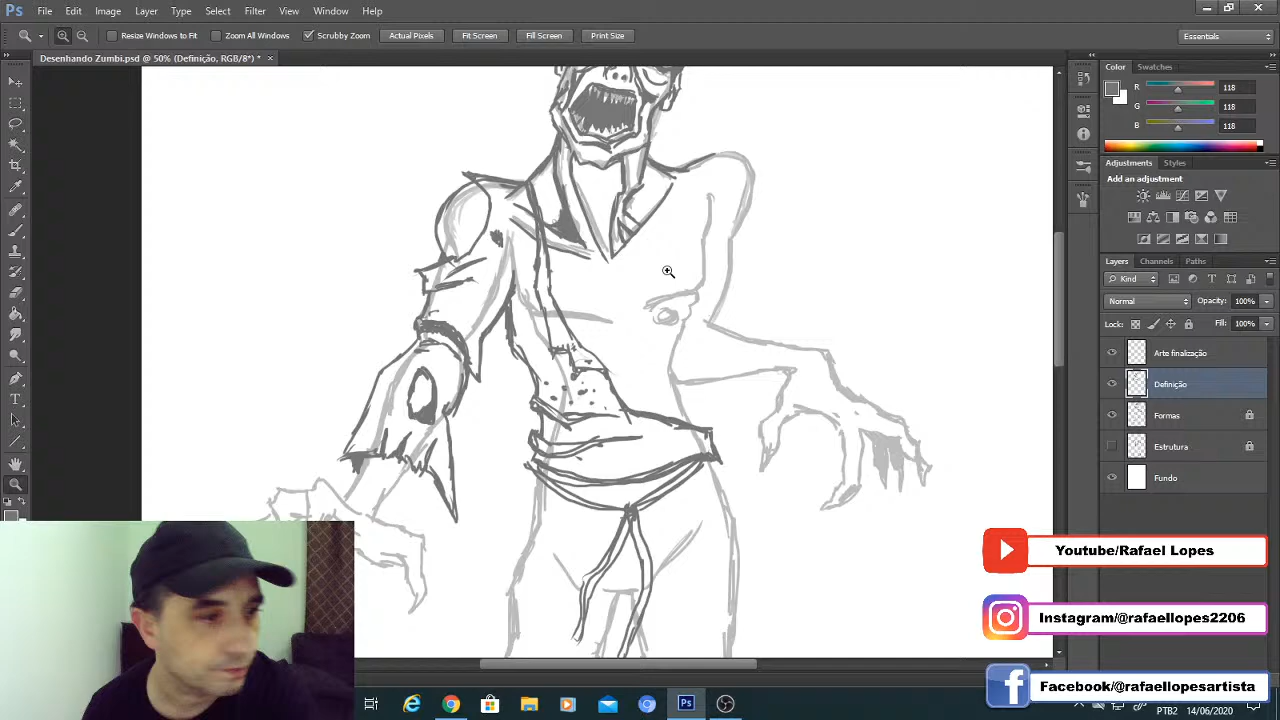 Ps File Edit Image Layer Type Select Filter View Window Help
Resize Windows to Fit Zoom All Windows Scrubby Zoom Actual Pixels Fit Screen Fill Screen Print Size Essentials
Desenhando Zumbi.psd @ 50% (Definição, RGB/8*) * ×
Color Swatches
R 118
G 118
B 118
Adjustments Styles
Add an adjustment
Layers Channels Paths
Kind
Normal Opacity: 100%
Lock: Fill: 100%
Arte finalização
Definição
Formas
Estrutura
Fundo
Youtube/Rafael Lopes
Instagram/@rafaellopes2206
Facebook/@rafaellopesartista
Ps
PTB2 14/06/2020